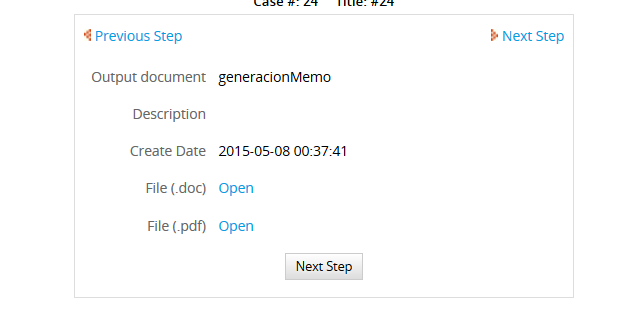 Case #: 24 Title: #24
Previous Step Next Step
Output document generacionMemo
Description
Create Date 2015-05-08 00:37:41
File (.doc) Open
File (.pdf) Open
Next Step